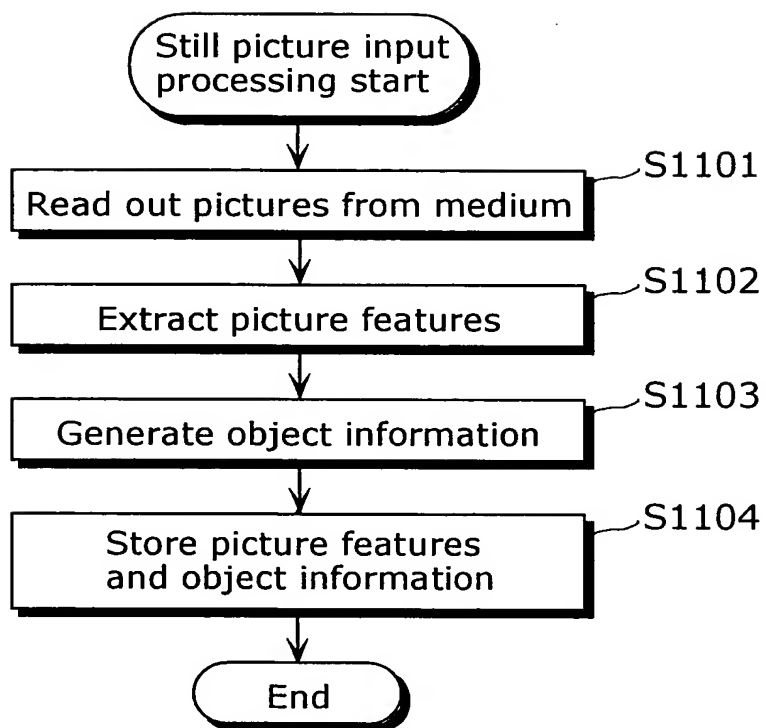 Still picture input
processing start
S1101
Read out pictures from medium
S1102
Extract picture features
S1103
Generate object information
S1104
Store picture features
and object information
End